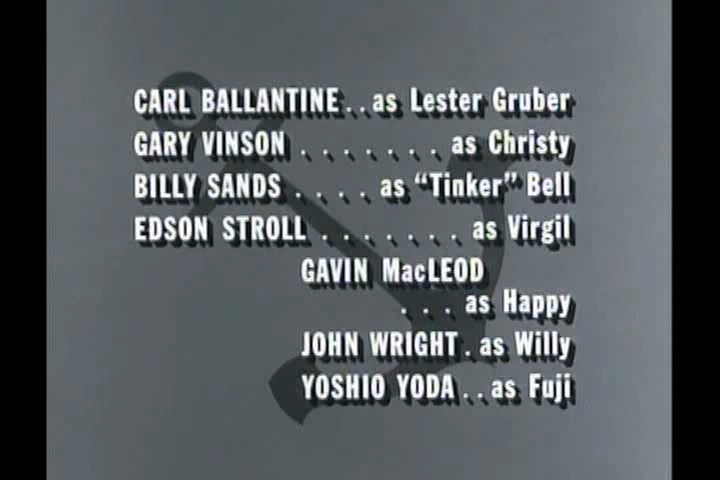 CARL BALLANTINE..as Lester Gruber
GARY VINSON.......as Christy
BILLY SANDS....as "Tinker" Bell
EDSON STROLL.......as Virgil
GAVIN MacLEOD
...as Happy
JOHN WRIGHT.as Willy
YOSHIO YODA..as Fuji